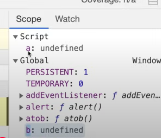 Coverage: n/a
Scope Watch
▼ Script
a: undefined
▼ Global Window
PERSISTENT: 1
TEMPORARY: 0
▶ addEventListener: ƒ addEven…
▶ alert: ƒ alert()
▶ atob: ƒ atob()
b: undefined